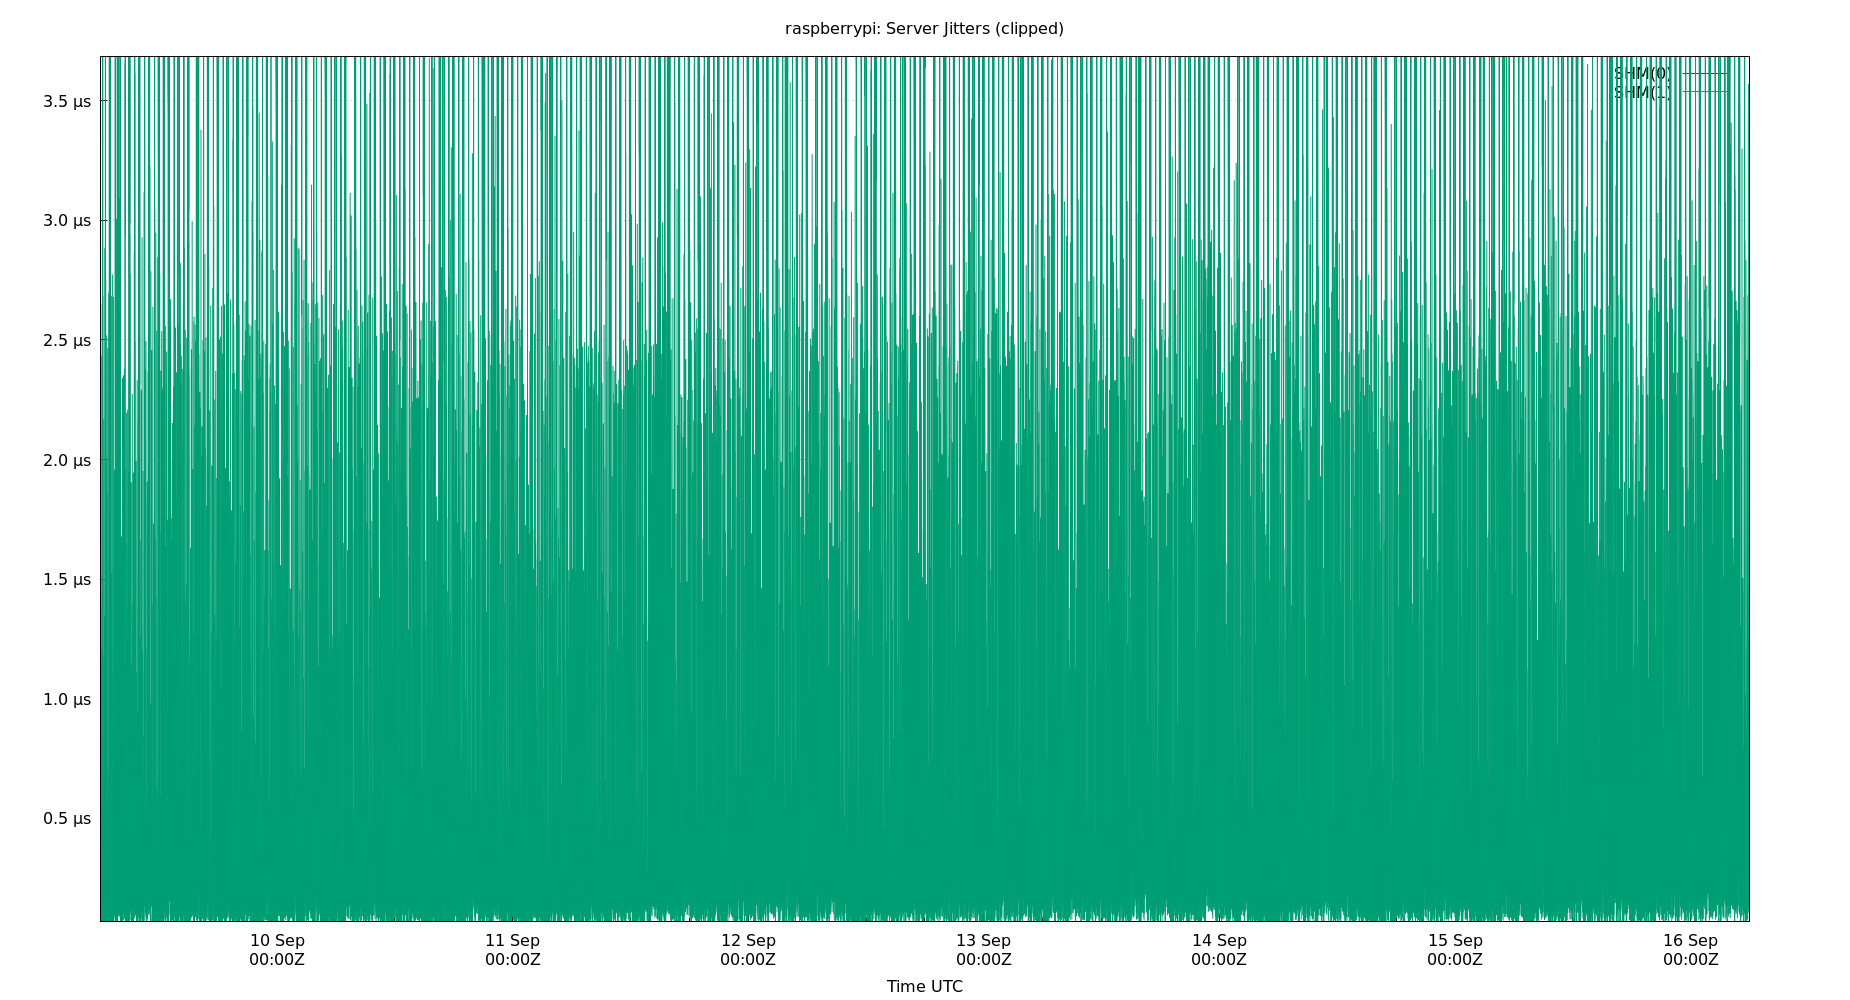 raspberrypi: Server Jitters (clipped)
SHM(0)
SHM(1)
3.5 µs
3.0 µs
2.5 µs
2.0 µs
1.5 µs
1.0 µs
0.5 µs
10 Sep 11 Sep 12 Sep 13 Sep 14 Sep 15 Sep 16 Sep
00:00Z 00:00Z 00:00Z 00:00Z 00:00Z 00:00Z 00:00Z
Time UTC